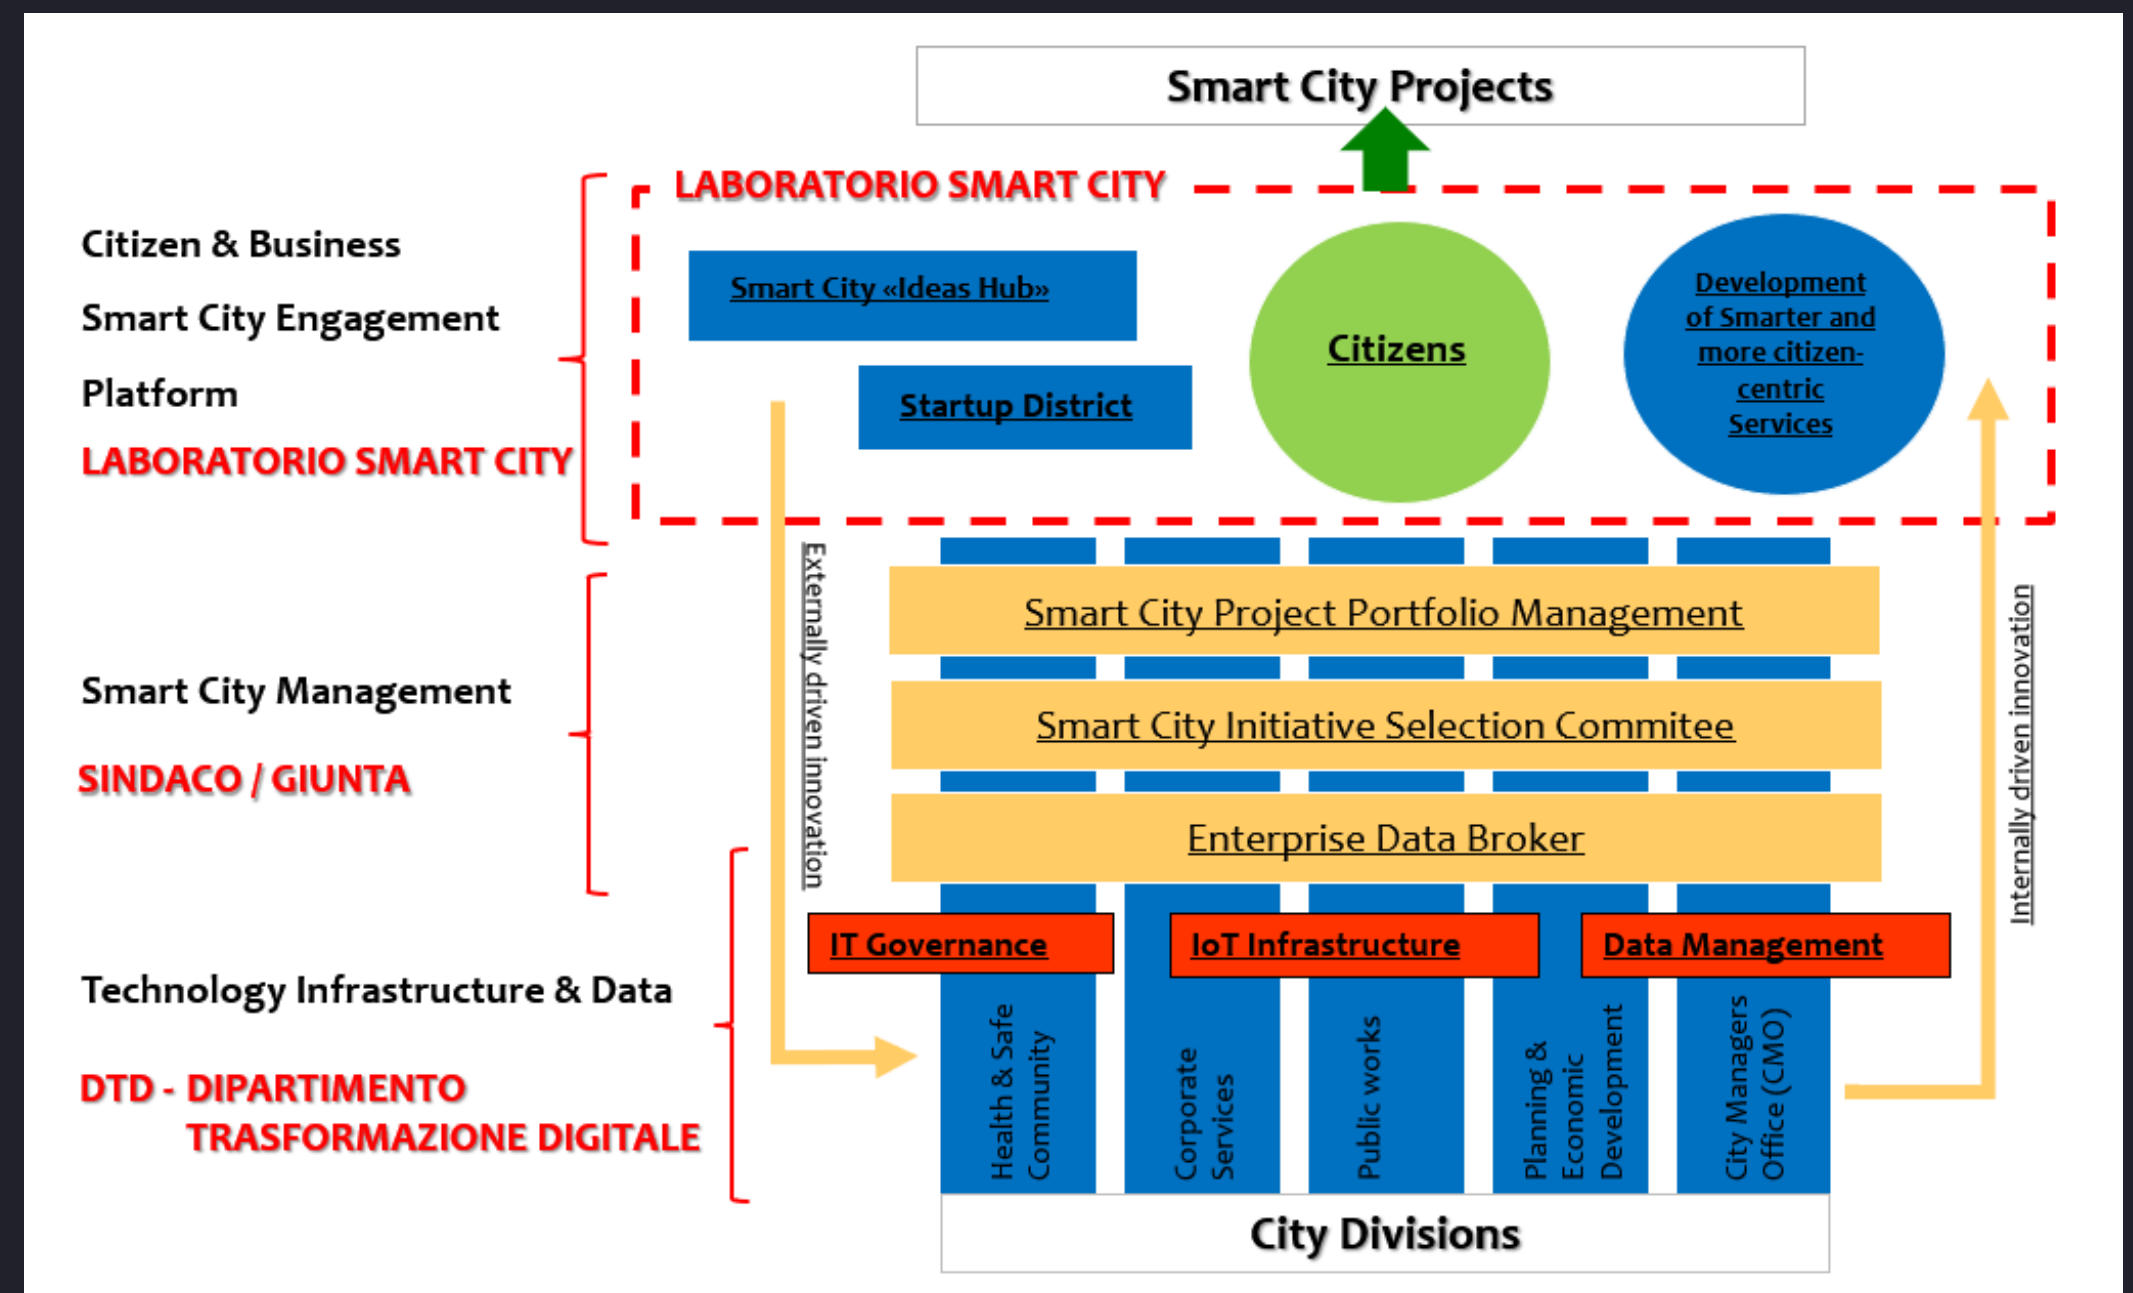 Smart City Projects
LABORATORIO SMART CITY
Citizen & Business
Smart City Engagement
Platform
LABORATORIO SMART CITY
Smart City «Ideas Hub»
Startup District
Citizens
Development
of Smarter and
more citizen-
centric
Services
Externally driven innovation
Internally driven innovation
Smart City Management
SINDACO / GIUNTA
Smart City Project Portfolio Management
Smart City Initiative Selection Commitee
Enterprise Data Broker
Technology Infrastructure & Data
DTD - DIPARTIMENTO
TRASFORMAZIONE DIGITALE
IT Governance
IoT Infrastructure
Data Management
Health & Safe
Community
Corporate
Services
Public works
Planning &
Economic
Development
City Managers
Office (CMO)
City Divisions